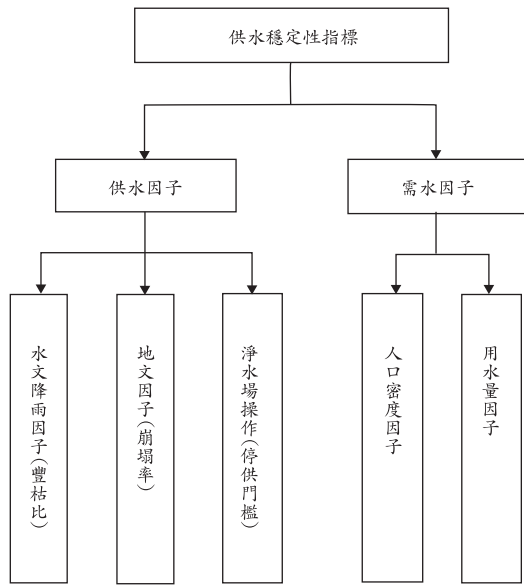 供水穩定性指標
供水因子
需水因子
水文降雨因子(豐枯比)
地文因子(崩塌率)
淨水場操作(停供門檻)
人口密度因子
用水量因子